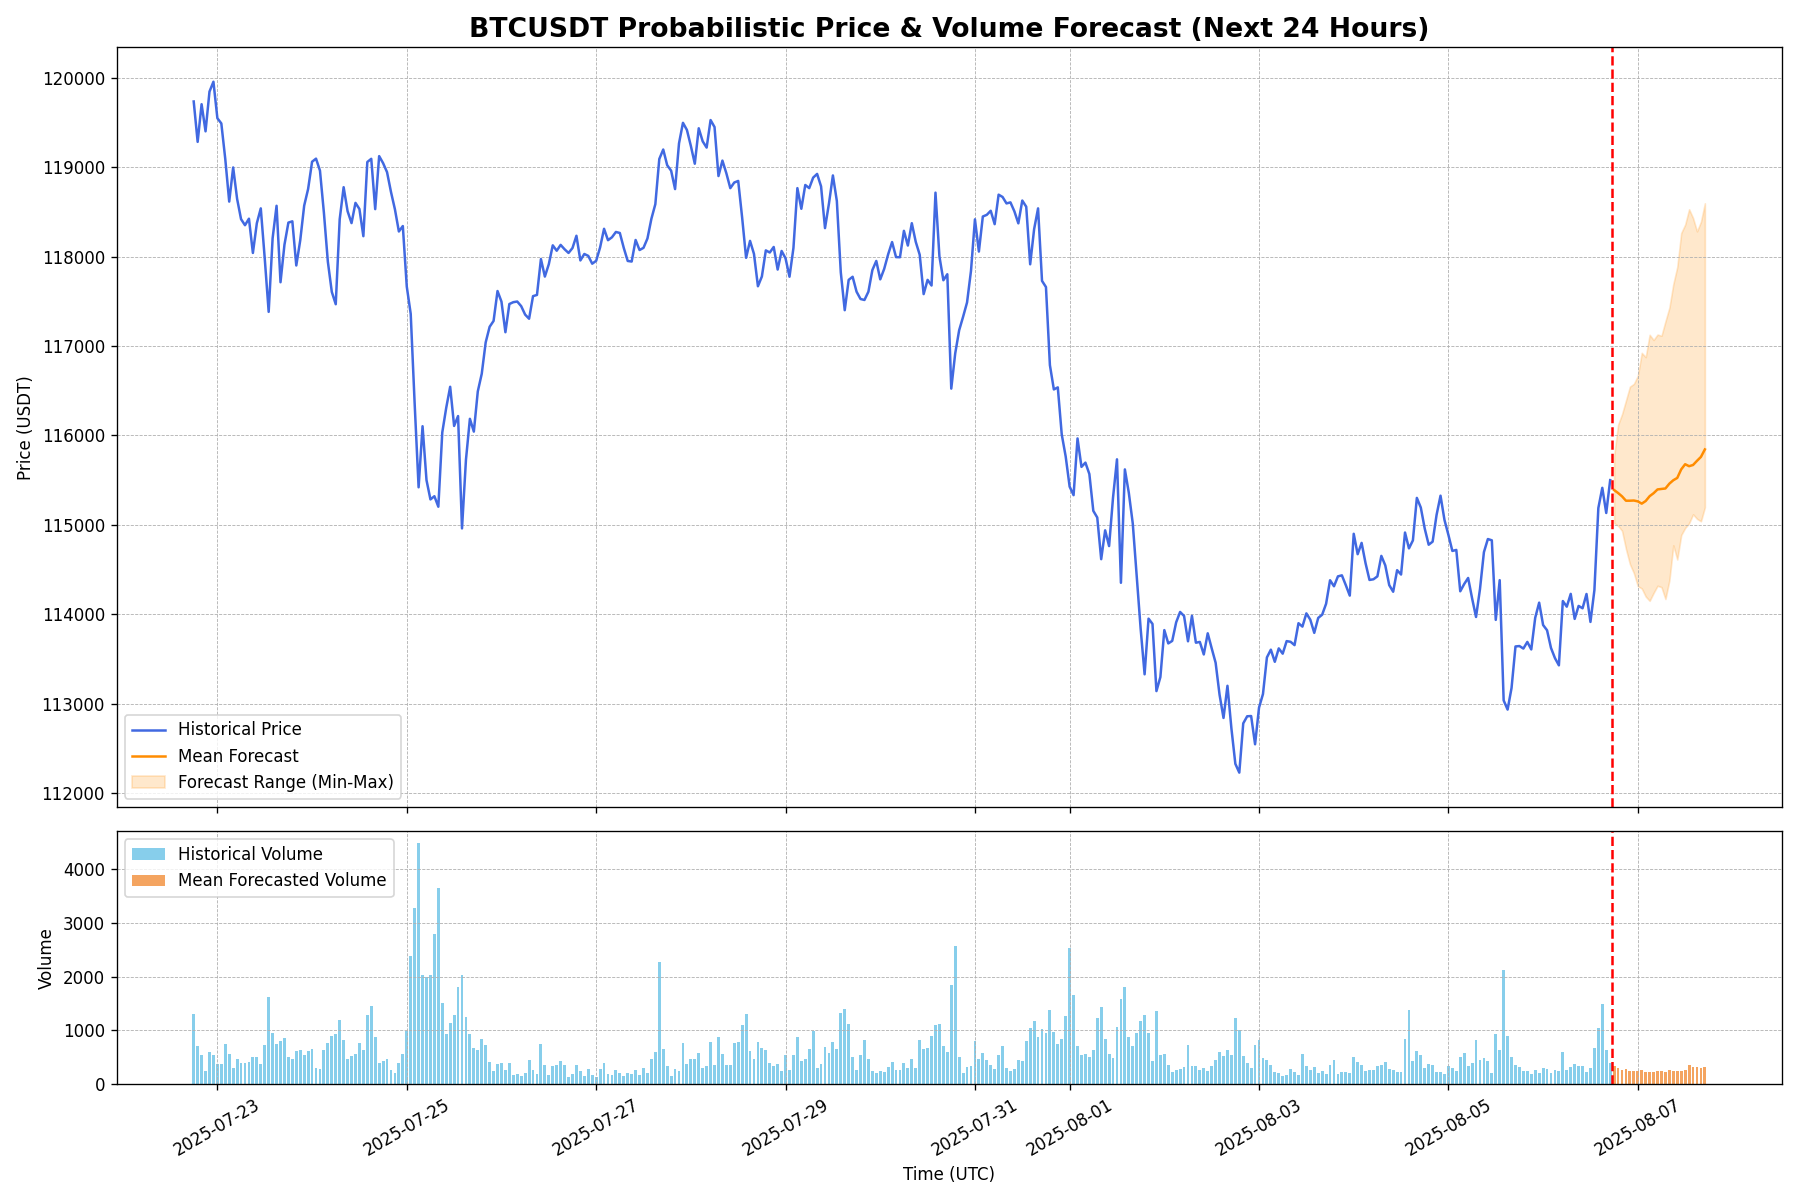 BTCUSDT Probabilistic Price & Volume Forecast (Next 24 Hours)
120000
119000
118000
117000
116000
115000
114000
113000
112000
Price (USDT)
Historical Price
Mean Forecast
Forecast Range (Min-Max)
4000
3000
2000
1000
0
Volume
Historical Volume
Mean Forecasted Volume
2025-07-23
2025-07-25
2025-07-27
2025-07-29
2025-07-31
2025-08-01
2025-08-03
2025-08-05
2025-08-07
Time (UTC)